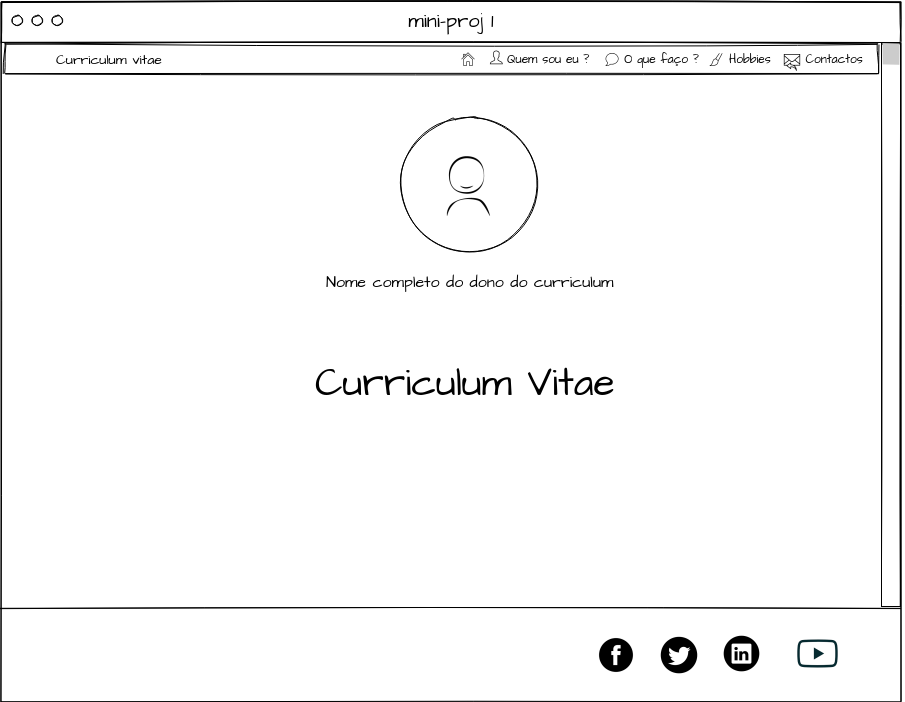 mini-proj 1
Curriculum vitae Quem sou eu ? O que faço ? Hobbies Contactos
Nome completo do dono do curriculum
Curriculum Vitae
f in